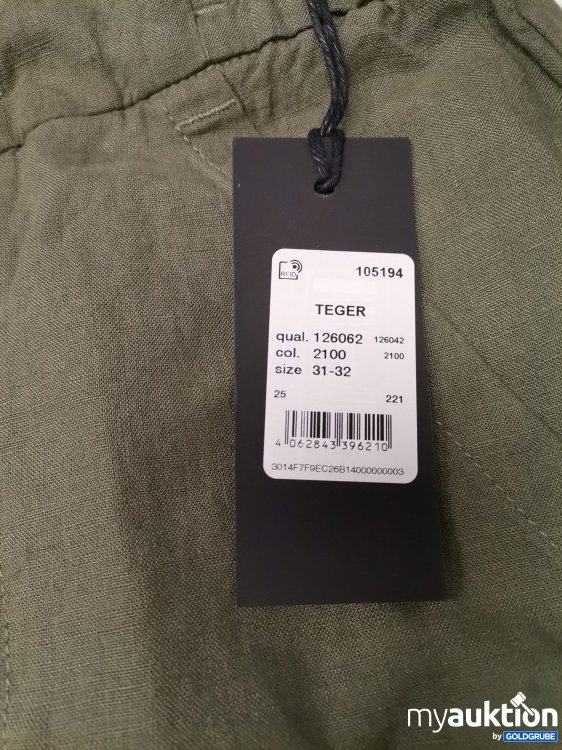 RFID 105194
TEGER
qual. 126062 126042
col. 2100 2100
size 31-32
25 221
4 062843 396210
3014F7F9EC26B14000000003
myauktion
by GOLDGRUBE